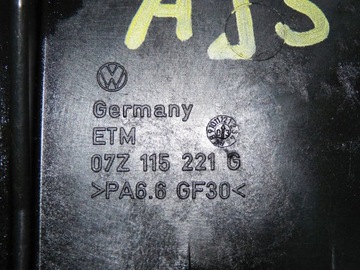 AJS
Germany
ETM
07Z 115 221 G
>PA6.6 GF30<